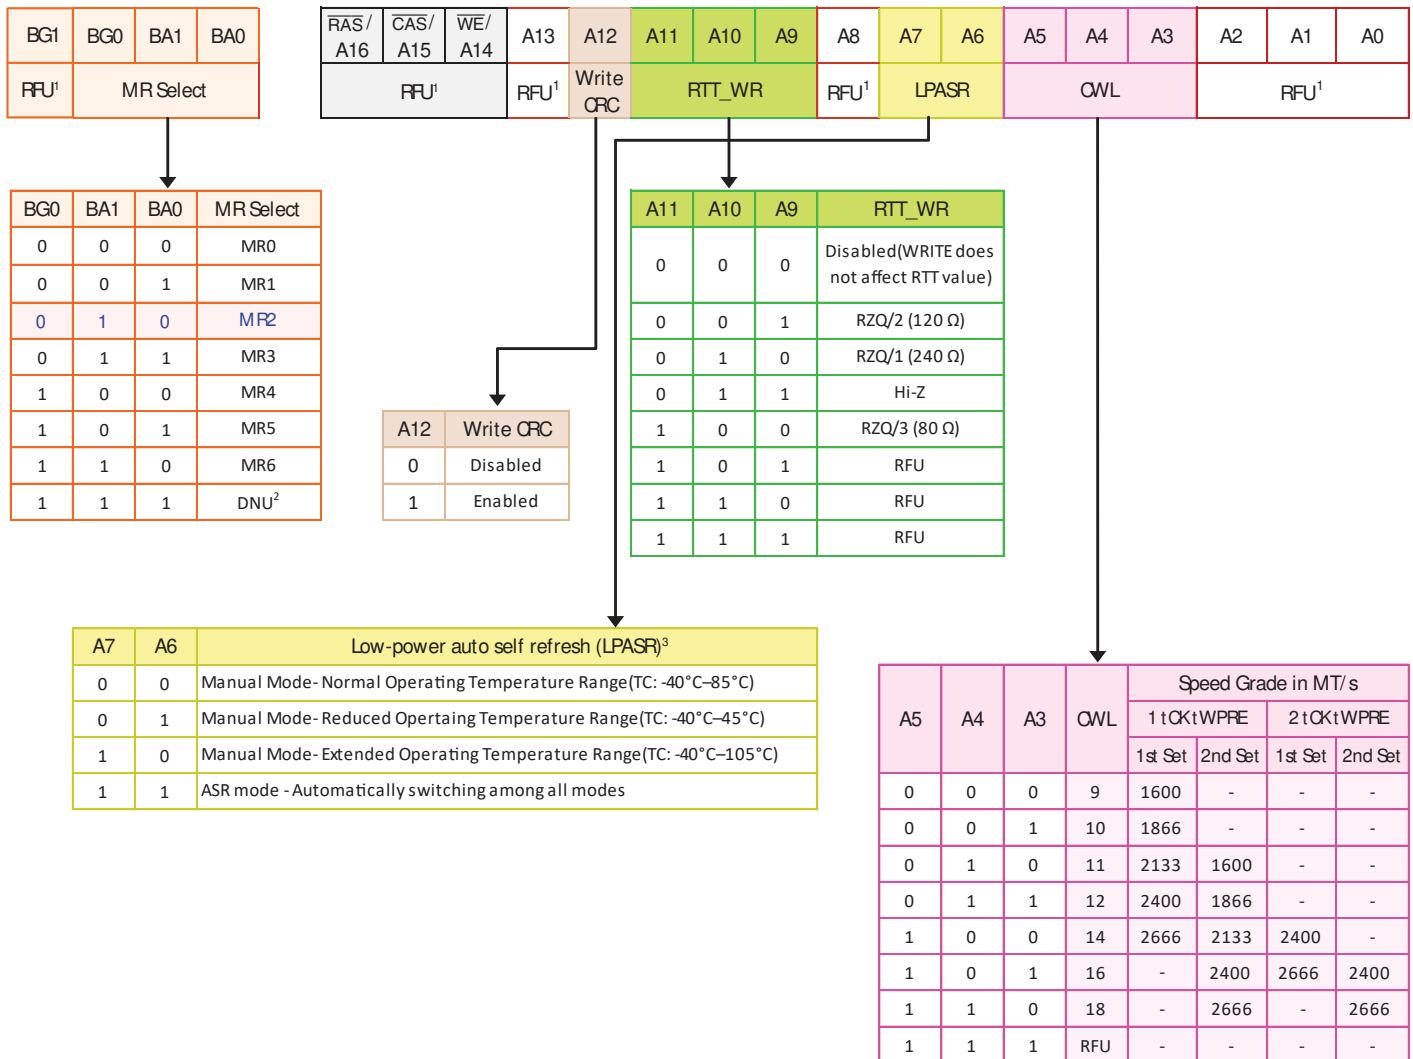 BG1 BG0 BA1 BA0 RAS/ A16 CAS/ A15 WE/ A14 A13 A12 A11 A10 A9 A8 A7 A6 A5 A4 A3 A2 A1 A0
RFU¹ MR Select RFU¹ RFU¹ Write CRC RTT_WR RFU¹ LPASR CWL RFU¹
BG0 BA1 BA0 MR Select
0 0 0 MR0
0 0 1 MR1
0 1 0 MR2
0 1 1 MR3
1 0 0 MR4
1 0 1 MR5
1 1 0 MR6
1 1 1 DNU²
A12 Write CRC
0 Disabled
1 Enabled
A11 A10 A9 RTT_WR
0 0 0 Disabled(WRITE does
not affect RTT value)
0 0 1 RZQ/2 (120 Ω)
0 1 0 RZQ/1 (240 Ω)
0 1 1 Hi-Z
1 0 0 RZQ/3 (80 Ω)
1 0 1 RFU
1 1 0 RFU
1 1 1 RFU
A7 A6 Low-power auto self refresh (LPASR)³
0 0 Manual Mode- Normal Operating Temperature Range(TC: -40°C–85°C)
0 1 Manual Mode- Reduced Opertaing Temperature Range(TC: -40°C–45°C)
1 0 Manual Mode- Extended Operating Temperature Range(TC: -40°C–105°C)
1 1 ASR mode - Automatically switching among all modes
Speed Grade in MT/s
A5 A4 A3 CWL 1 tCK tWPRE 2 tCK tWPRE
1st Set 2nd Set 1st Set 2nd Set
0 0 0 9 1600 - - -
0 0 1 10 1866 - - -
0 1 0 11 2133 1600 - -
0 1 1 12 2400 1866 - -
1 0 0 14 2666 2133 2400 -
1 0 1 16 - 2400 2666 2400
1 1 0 18 - 2666 - 2666
1 1 1 RFU - - - -